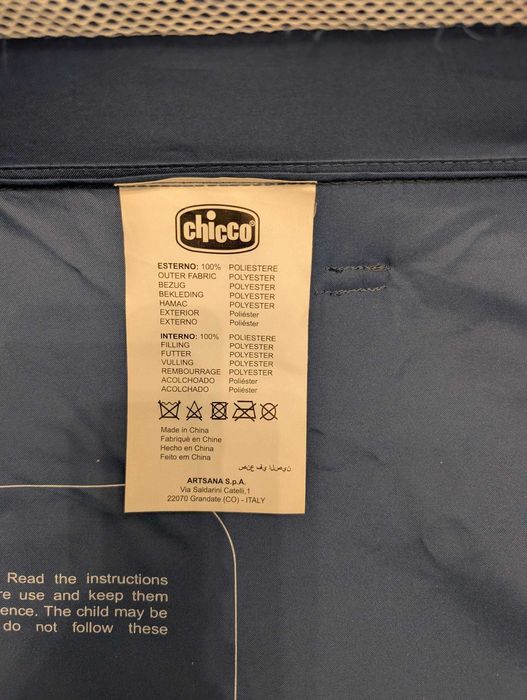 chicco®
ESTERNO: 100% POLIESTERE
OUTER FABRIC POLYESTER
BEZUG POLYESTER
BEKLEDING POLYESTER
HAMAC POLYESTER
EXTERIOR Poliéster
EXTERNO Poliéster
INTERNO: 100% POLIESTERE
FILLING POLYESTER
FUTTER POLYESTER
VULLING POLYESTER
REMBOURRAGE POLYESTER
ACOLCHOADO Poliéster
ACOLCHADO Poliéster
Made in China
Fabriqué en Chine
Hecho en China
Feito em China
صنع في الصين
ARTSANA S.p.A.
Via Saldarini Catelli,1
22070 Grandate (CO) - ITALY
Read the instructions
re use and keep them
ence. The child may be
do not follow these